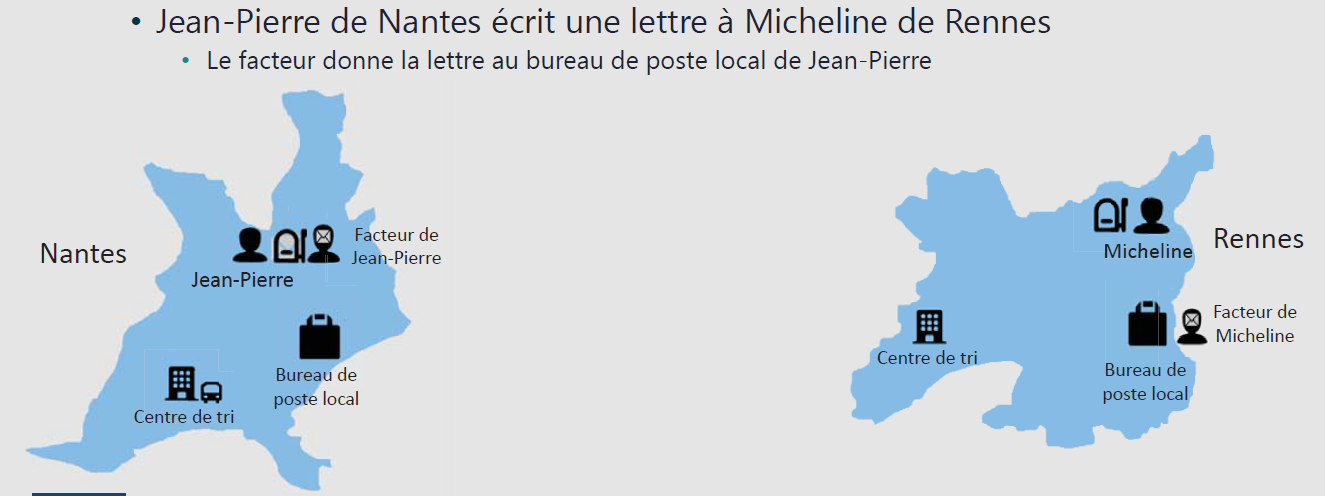 • Jean-Pierre de Nantes écrit une lettre à Micheline de Rennes
• Le facteur donne la lettre au bureau de poste local de Jean-Pierre
Nantes
Jean-Pierre
Facteur de
Jean-Pierre
Bureau de
poste local
Centre de tri
Micheline
Rennes
Facteur de
Micheline
Centre de tri
Bureau de
poste local